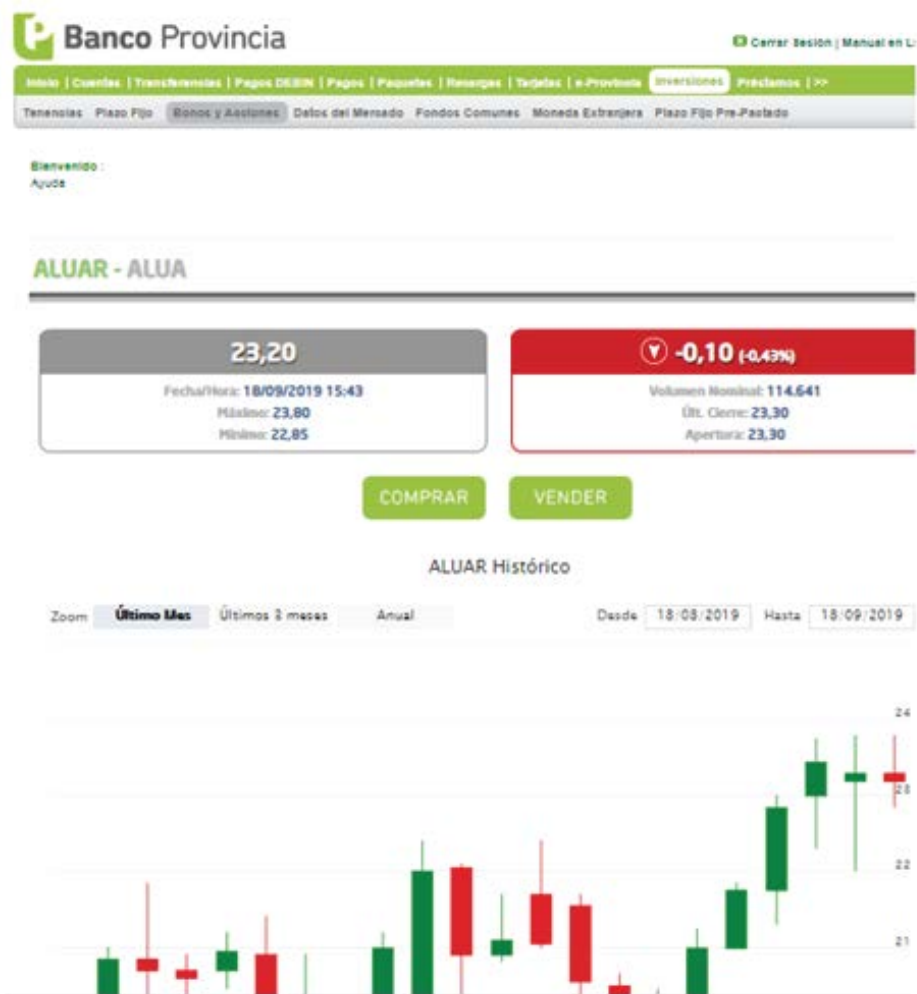 Banco Provincia
Cerrar Sesión | Manual en L
Inicio | Cuentas | Transferencias | Pagos DEBIN | Pagos | Paquetes | Recargas | Tarjetas | e-Provincia Inversiones Préstamos | >>
Tenencias Plazo Fijo Bonos y Acciones Datos del Mercado Fondos Comunes Moneda Extranjera Plazo Fijo Pre-Pactado
Bienvenido :
Ayuda
ALUAR - ALUA
23,20
Fecha/Hora: 18/09/2019 15:43
Máximo: 23,80
Mínimo: 22,85
-0,10 (-0,43%)
Volumen Nominal: 114.641
Últ. Cierre: 23,30
Apertura: 23,30
COMPRAR VENDER
ALUAR Histórico
Zoom Último Mes Últimos 3 meses Anual Desde 18/08/2019 Hasta 18/09/2019
24
23
22
21